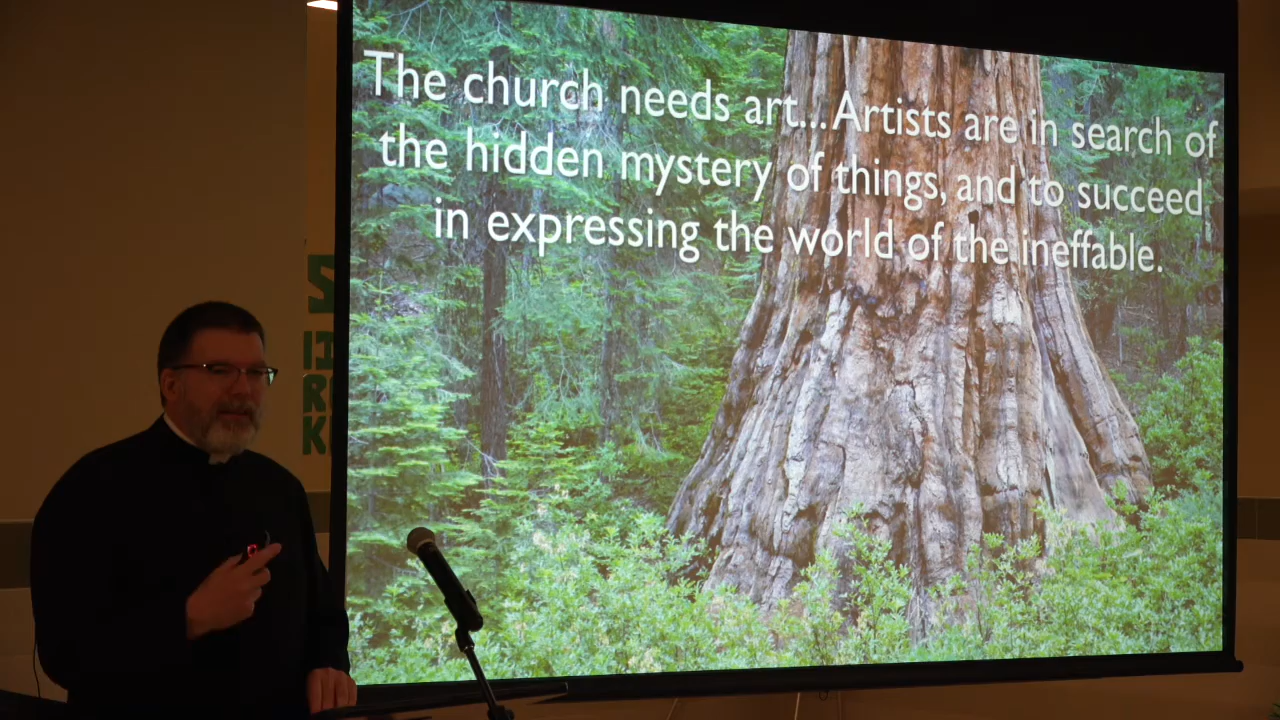 The church needs art...Artists are in search of
the hidden mystery of things, and to succeed
in expressing the world of the ineffable.